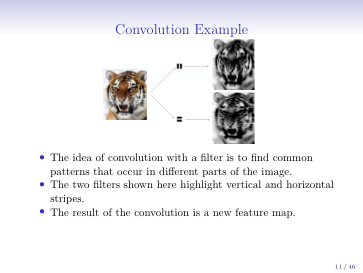 Convolution Example
• The idea of convolution with a filter is to find common
patterns that occur in different parts of the image.
• The two filters shown here highlight vertical and horizontal
stripes.
• The result of the convolution is a new feature map.
11 / 46